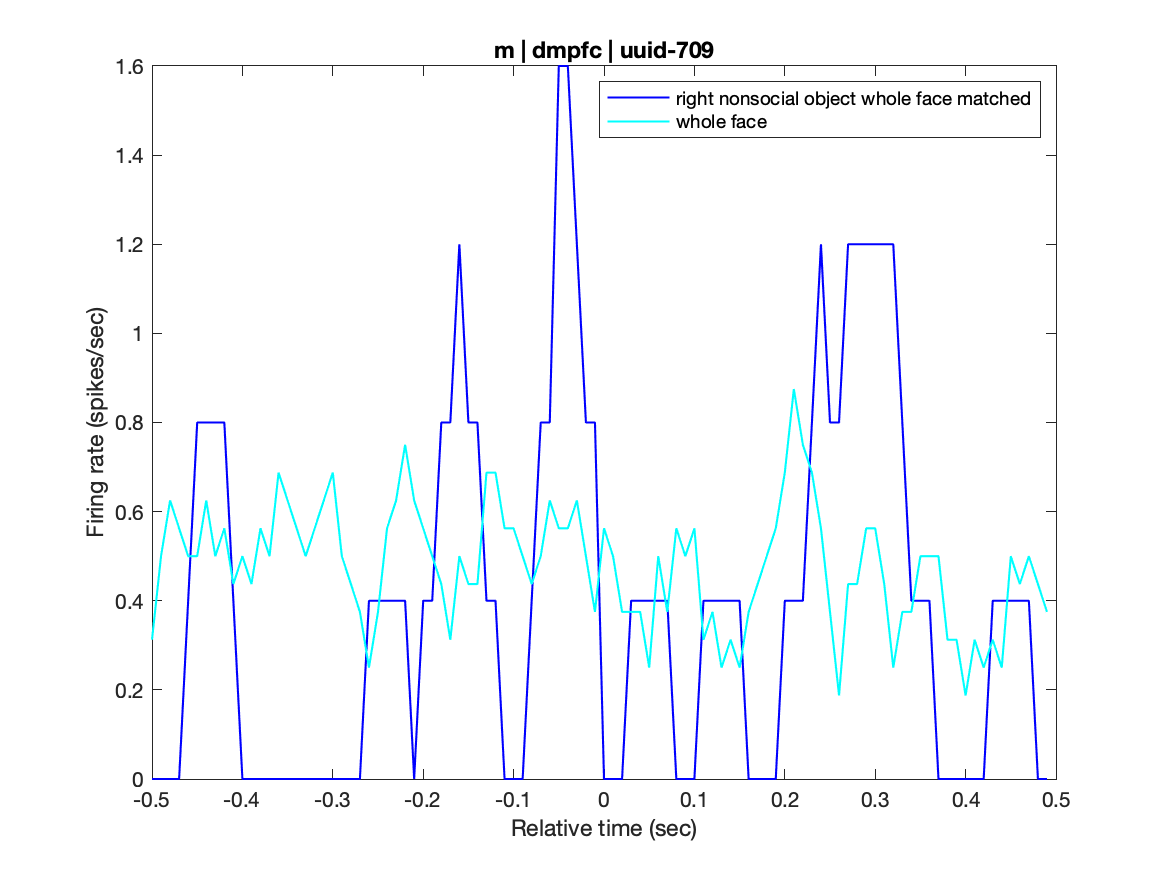 m | dmpfc | uuid-709
right nonsocial object whole face matched
whole face
Firing rate (spikes/sec)
1.6
1.4
1.2
1
0.8
0.6
0.4
0.2
0
-0.5 -0.4 -0.3 -0.2 -0.1 0 0.1 0.2 0.3 0.4 0.5
Relative time (sec)